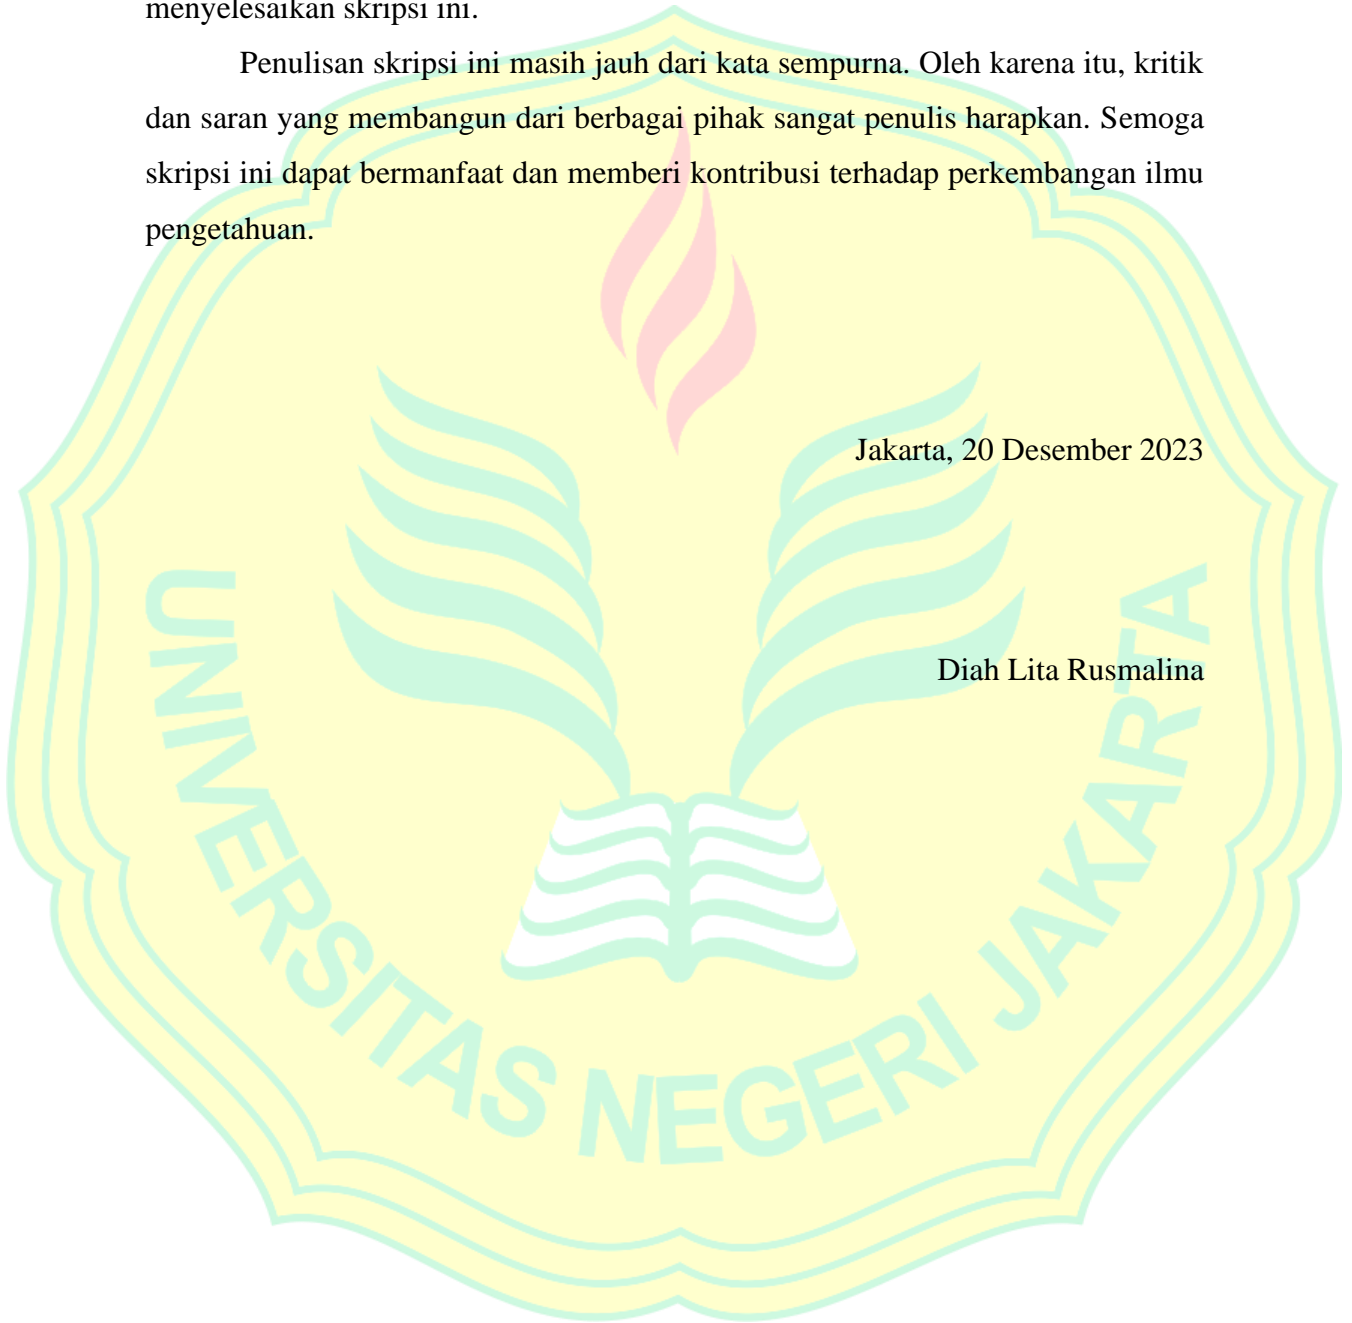 menyelesaikan skripsi ini.
Penulisan skripsi ini masih jauh dari kata sempurna. Oleh karena itu, kritik
dan saran yang membangun dari berbagai pihak sangat penulis harapkan. Semoga
skripsi ini dapat bermanfaat dan memberi kontribusi terhadap perkembangan ilmu
pengetahuan.
Jakarta, 20 Desember 2023
Diah Lita Rusmalina
UNIVERSITAS NEGERI JAKARTA